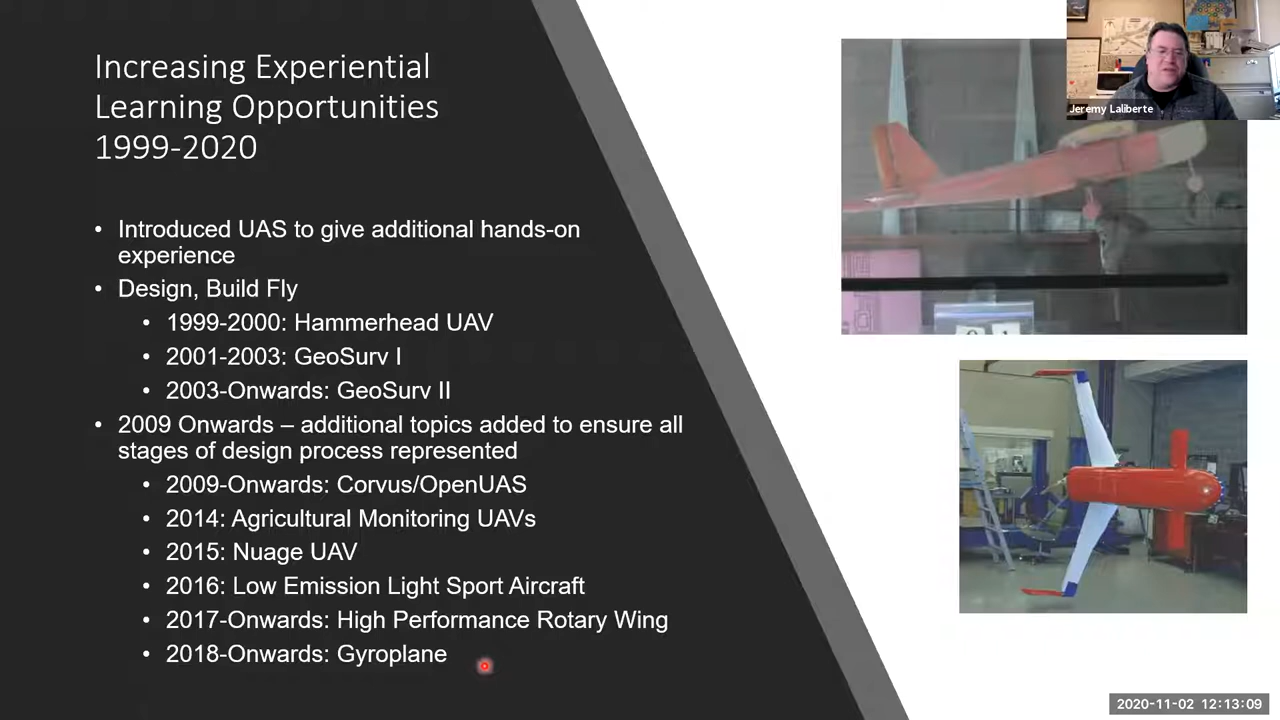 Increasing Experiential
Learning Opportunities
1999-2020
• Introduced UAS to give additional hands-on
experience
• Design, Build Fly
• 1999-2000: Hammerhead UAV
• 2001-2003: GeoSurv I
• 2003-Onwards: GeoSurv II
• 2009 Onwards – additional topics added to ensure all
stages of design process represented
• 2009-Onwards: Corvus/OpenUAS
• 2014: Agricultural Monitoring UAVs
• 2015: Nuage UAV
• 2016: Low Emission Light Sport Aircraft
• 2017-Onwards: High Performance Rotary Wing
• 2018-Onwards: Gyroplane
Jeremy Laliberte
2020-11-02 12:13:09